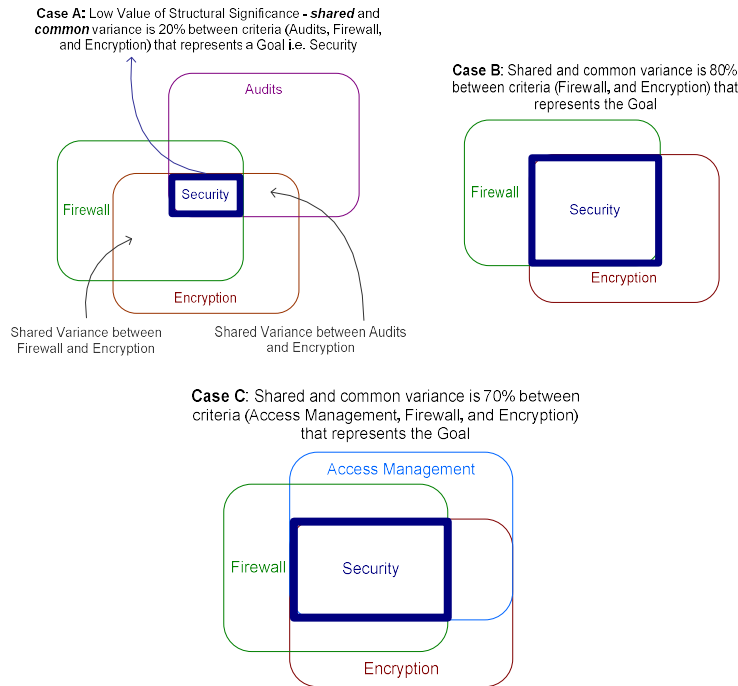 Case A: Low Value of Structural Significance - shared and
common variance is 20% between criteria (Audits, Firewall,
and Encryption) that represents a Goal i.e. Security
Audits
Security
Firewall
Encryption
Shared Variance between
Firewall and Encryption
Shared Variance between Audits
and Encryption
Case B: Shared and common variance is 80%
between criteria (Firewall, and Encryption) that
represents the Goal
Firewall
Security
Encryption
Case C: Shared and common variance is 70% between
criteria (Access Management, Firewall, and Encryption)
that represents the Goal
Access Management
Firewall
Security
Encryption